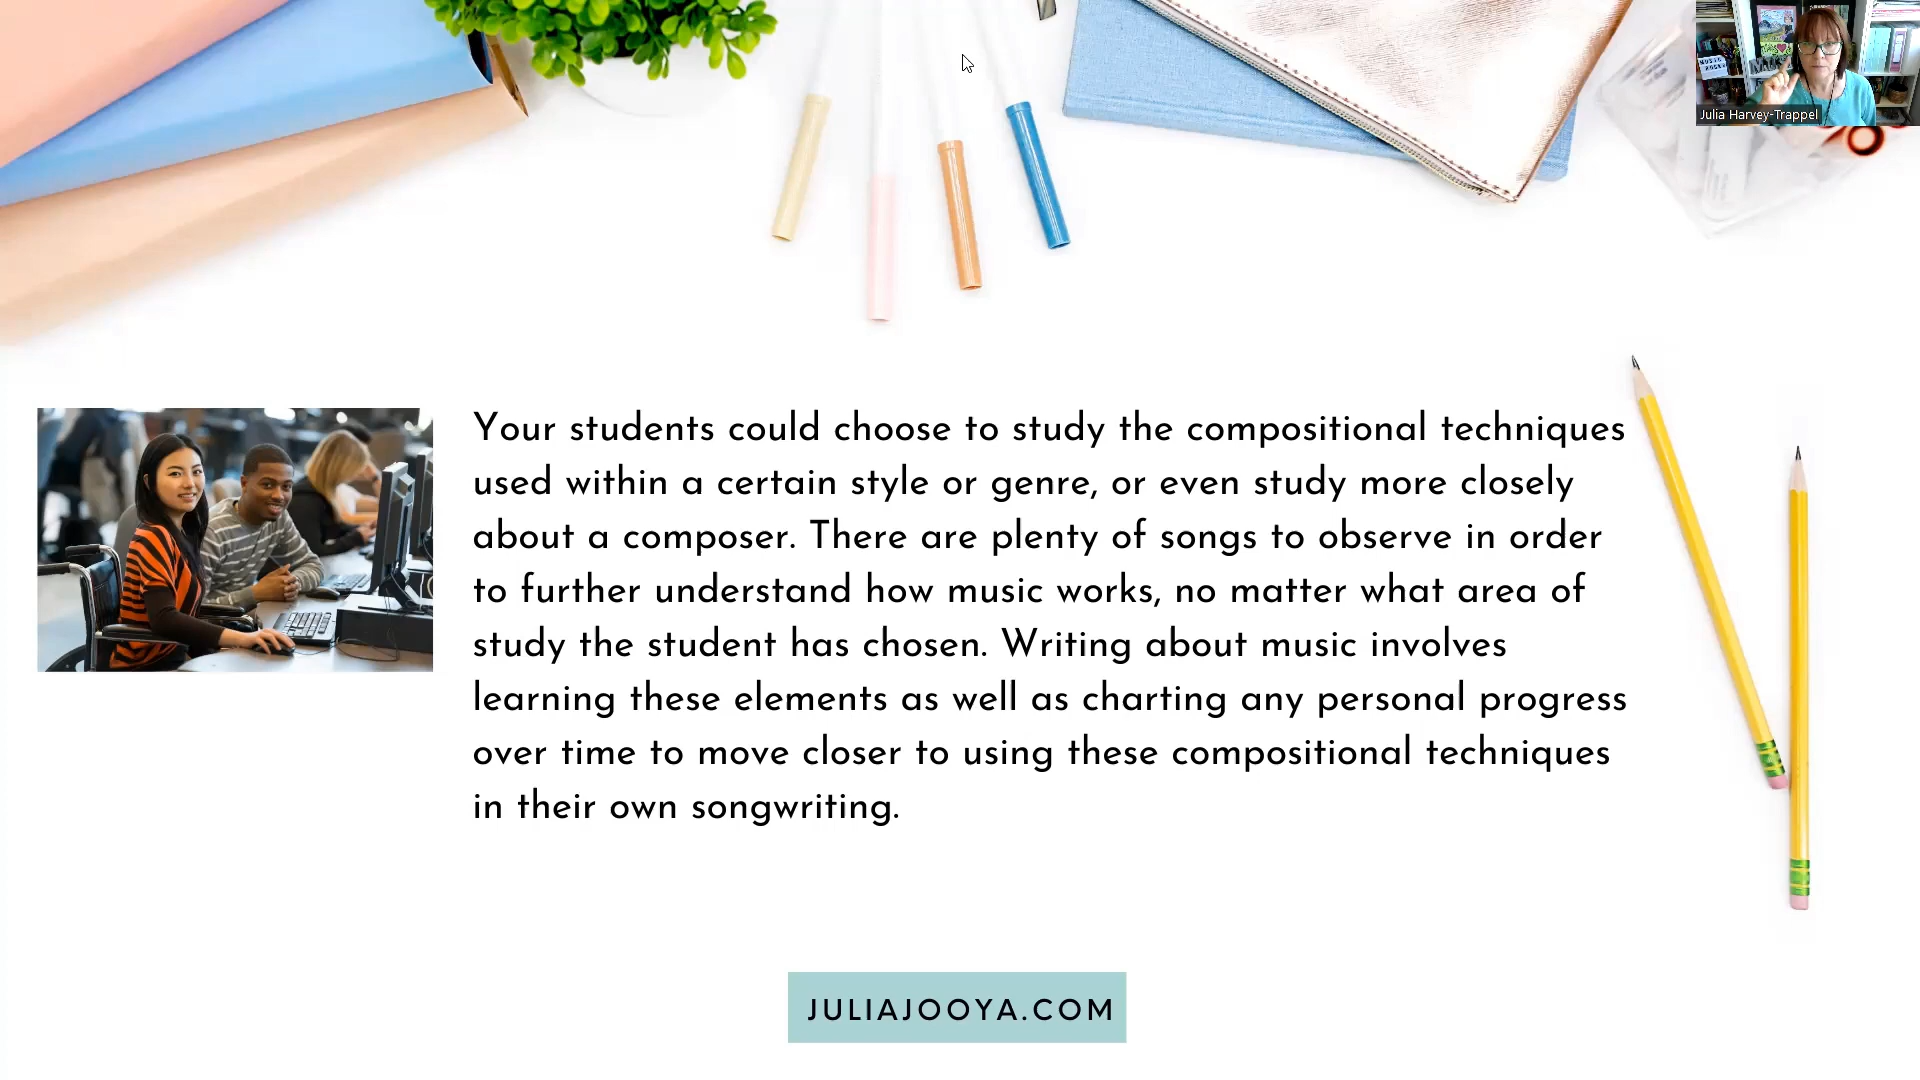 Julia Harvey-Trappel
Your students could choose to study the compositional techniques
used within a certain style or genre, or even study more closely
about a composer. There are plenty of songs to observe in order
to further understand how music works, no matter what area of
study the student has chosen. Writing about music involves
learning these elements as well as charting any personal progress
over time to move closer to using these compositional techniques
in their own songwriting.
JULIAJOOYA.COM